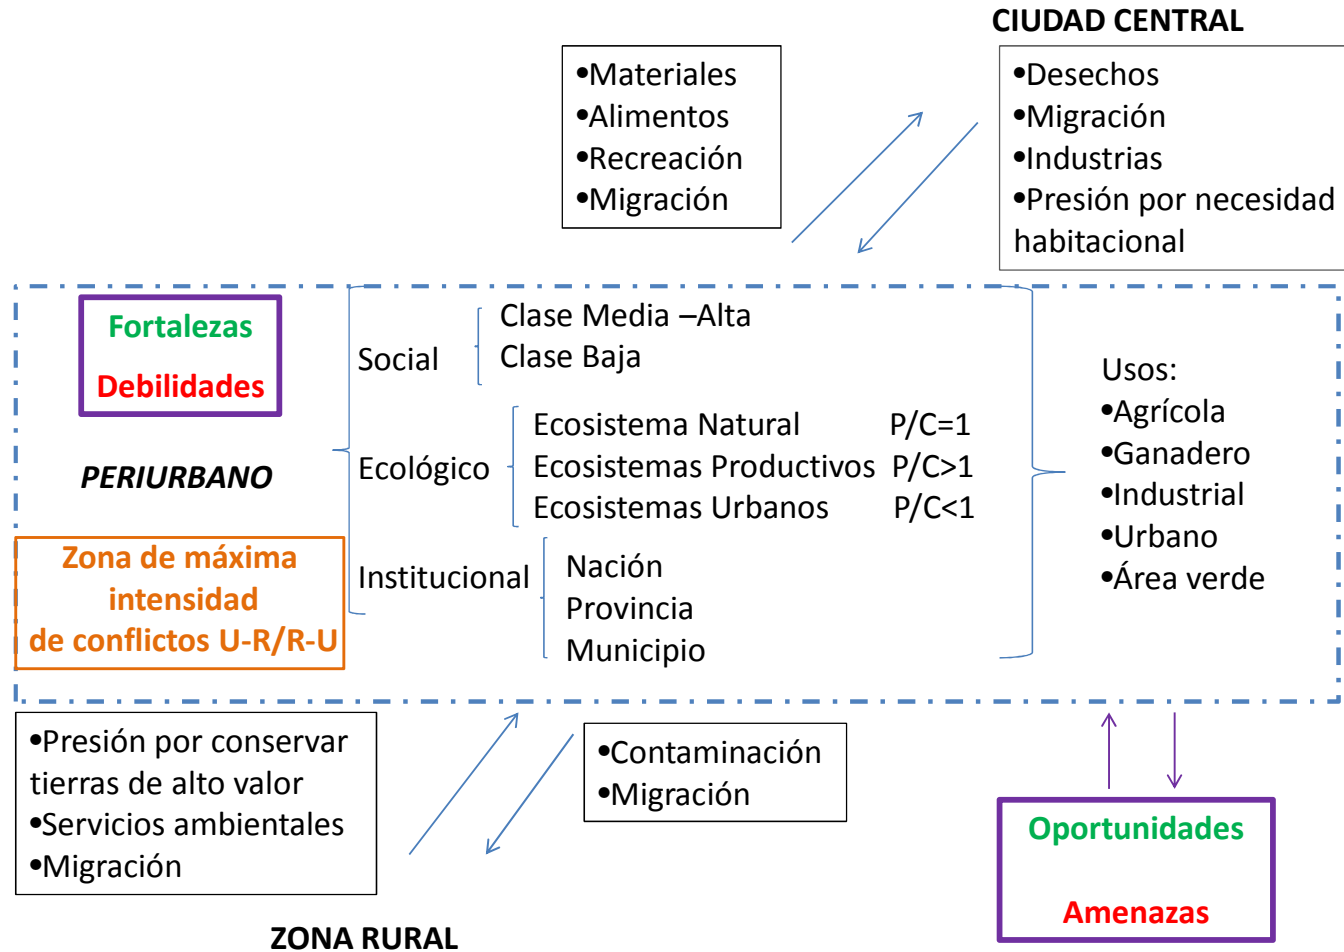 CIUDAD CENTRAL
•Materiales
•Alimentos
•Recreación
•Migración
•Desechos
•Migración
•Industrias
•Presión por necesidad
habitacional
Fortalezas
Debilidades
PERIURBANO
Zona de máxima
intensidad
de conflictos U-R/R-U
Social
Clase Media –Alta
Clase Baja
Ecológico
Ecosistema Natural P/C=1
Ecosistemas Productivos P/C>1
Ecosistemas Urbanos P/C<1
Institucional
Nación
Provincia
Municipio
Usos:
•Agrícola
•Ganadero
•Industrial
•Urbano
•Área verde
•Presión por conservar
tierras de alto valor
•Servicios ambientales
•Migración
•Contaminación
•Migración
Oportunidades
Amenazas
ZONA RURAL